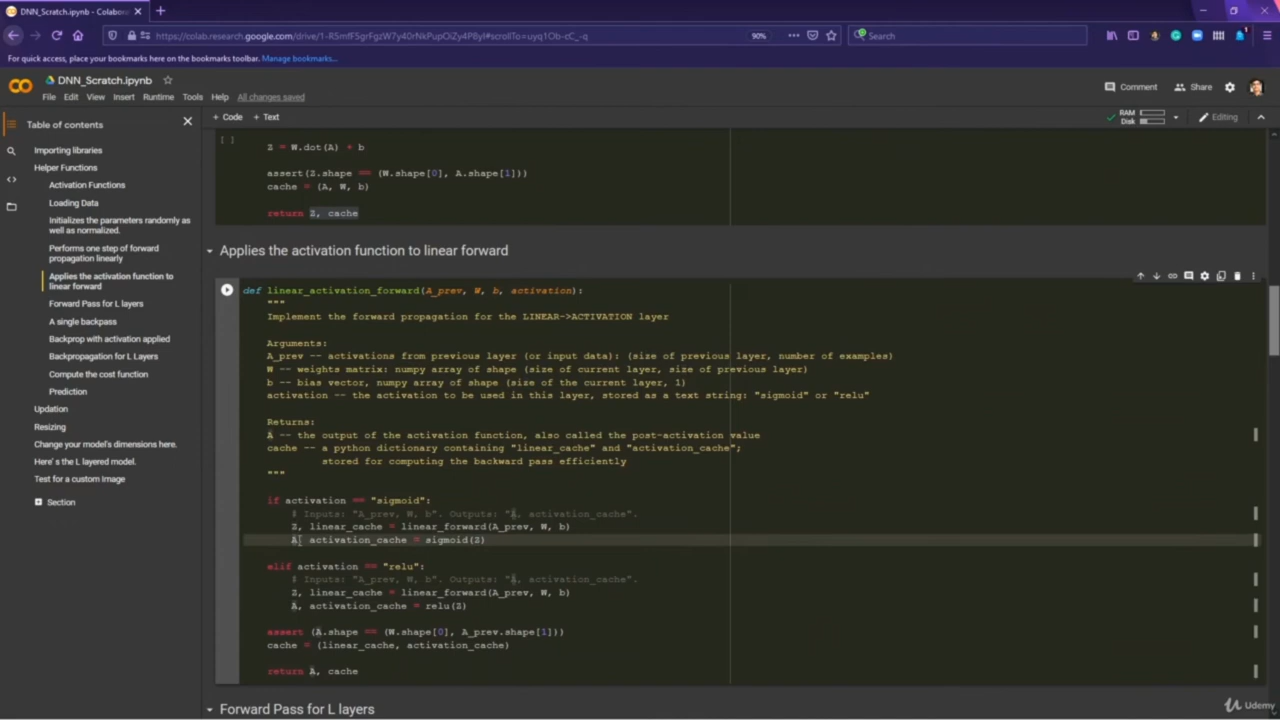 DNN_Scratch.ipynb - Colabora
https://colab.research.google.com/drive/1-R5mfF5grFgzW7y40rNkPupOiZy4P8yI#scrollTo=uyq1Ob-cC_-q
90%
Search
For quick access, place your bookmarks here on the bookmarks toolbar. Manage bookmarks...
DNN_Scratch.ipynb
File Edit View Insert Runtime Tools Help All changes saved
Comment Share
Table of contents
+ Code + Text
RAM
Disk
Editing
Importing libraries
Helper Functions
Activation Functions
Loading Data
Initializes the parameters randomly as
well as normalized.
Performs one step of forward
propagation linearly
Applies the activation function to
linear forward
Forward Pass for L layers
A single backpass
Backprop with activation applied
Backpropagation for L Layers
Compute the cost function
Prediction
Updation
Resizing
Change your model's dimensions here.
Here' s the L layered model.
Test for a custom Image
Section
[ ]
Z = W.dot(A) + b
assert(Z.shape == (W.shape[0], A.shape[1]))
cache = (A, W, b)
return Z, cache
Applies the activation function to linear forward
def linear_activation_forward(A_prev, W, b, activation):
"""
Implement the forward propagation for the LINEAR->ACTIVATION layer
Arguments:
A_prev -- activations from previous layer (or input data): (size of previous layer, number of examples)
W -- weights matrix: numpy array of shape (size of current layer, size of previous layer)
b -- bias vector, numpy array of shape (size of the current layer, 1)
activation -- the activation to be used in this layer, stored as a text string: "sigmoid" or "relu"
Returns:
A -- the output of the activation function, also called the post-activation value
cache -- a python dictionary containing "linear_cache" and "activation_cache";
stored for computing the backward pass efficiently
"""
if activation == "sigmoid":
# Inputs: "A_prev, W, b". Outputs: "A, activation_cache".
Z, linear_cache = linear_forward(A_prev, W, b)
A, activation_cache = sigmoid(Z)
elif activation == "relu":
# Inputs: "A_prev, W, b". Outputs: "A, activation_cache".
Z, linear_cache = linear_forward(A_prev, W, b)
A, activation_cache = relu(Z)
assert (A.shape == (W.shape[0], A_prev.shape[1]))
cache = (linear_cache, activation_cache)
return A, cache
Forward Pass for L layers
Udemy